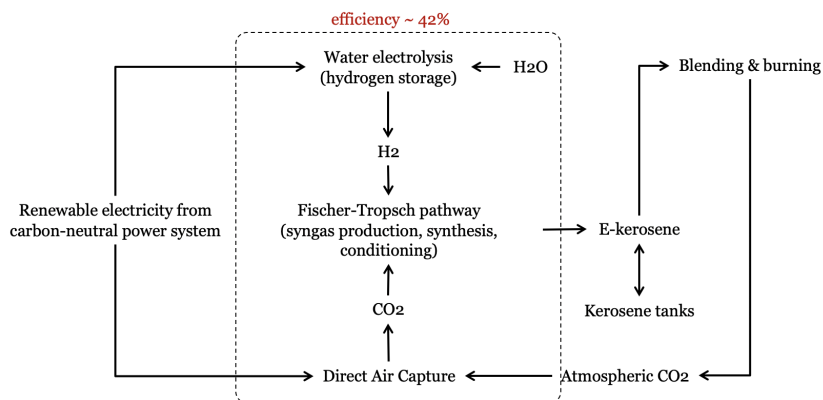 efficiency ~ 42%
Water electrolysis
(hydrogen storage)
H2O
Blending & burning
H2
Renewable electricity from
carbon-neutral power system
Fischer-Tropsch pathway
(syngas production, synthesis,
conditioning)
E-kerosene
CO2
Kerosene tanks
Direct Air Capture
Atmospheric CO2